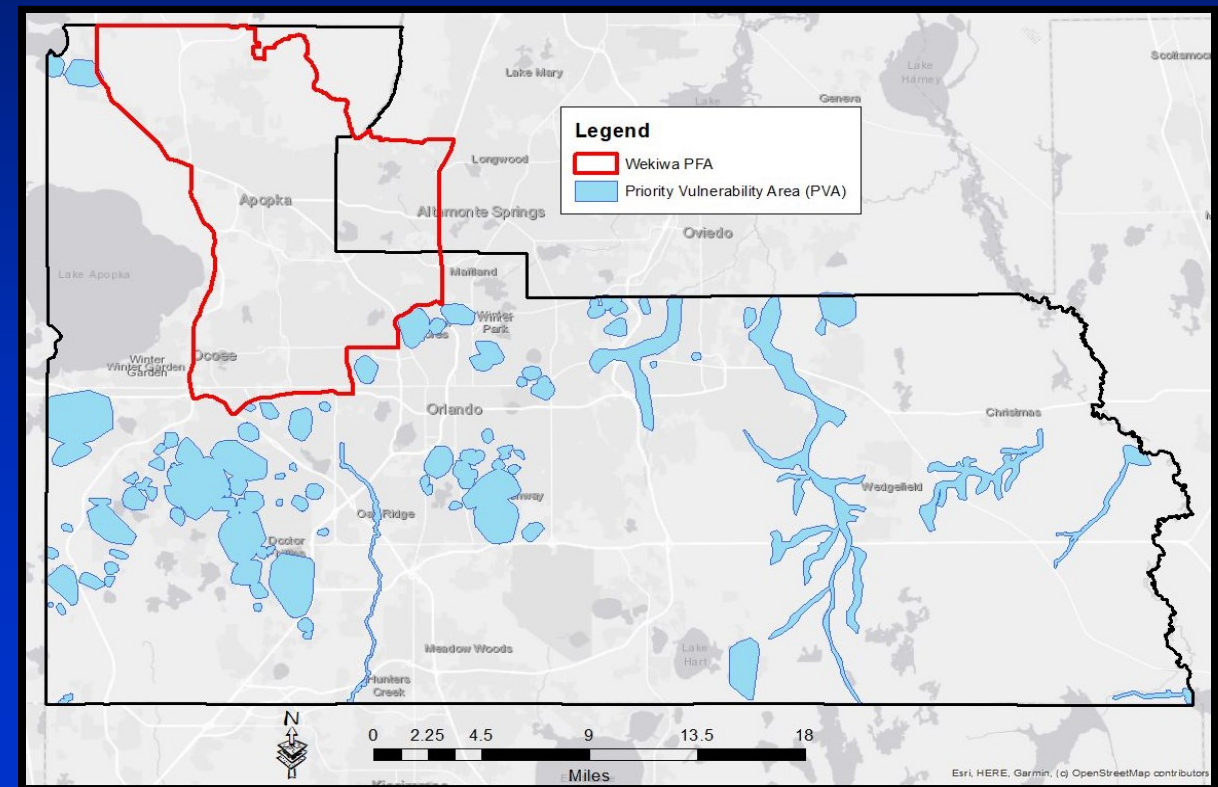 Scottsmoor
Lake
Harney
Lake Mary
Lake
Geneva
Legend
Wekiwa PFA
Priority Vulnerability Area (PVA)
Longwood
Apopka
Altamonte Springs
Oviedo
Lake Apopka
Maitland
Winter
Park
Ocoee
Winter
Winter Garden
Garden
Orlando
Christmas
Wedgefield
Oak Ridge
Doctor
Meadow Woods
Lake
Hart
Hunters
Creek
N
0 2.25 4.5 9 13.5 18
Miles
Esri, HERE, Garmin, (c) OpenStreetMap contributors